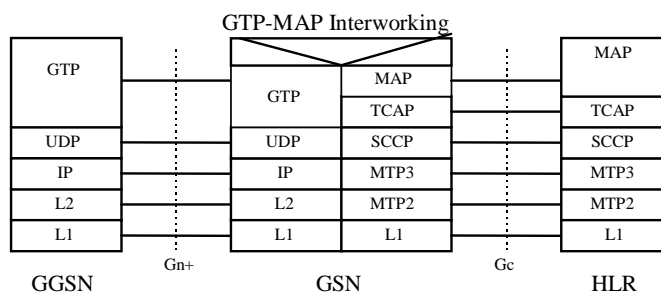 GTP-MAP Interworking
GTP MAP MAP
GTP
TCAP TCAP
UDP UDP SCCP SCCP
IP IP MTP3 MTP3
L2 L2 MTP2 MTP2
L1 L1 L1 L1
Gn+ Gc
GGSN GSN HLR